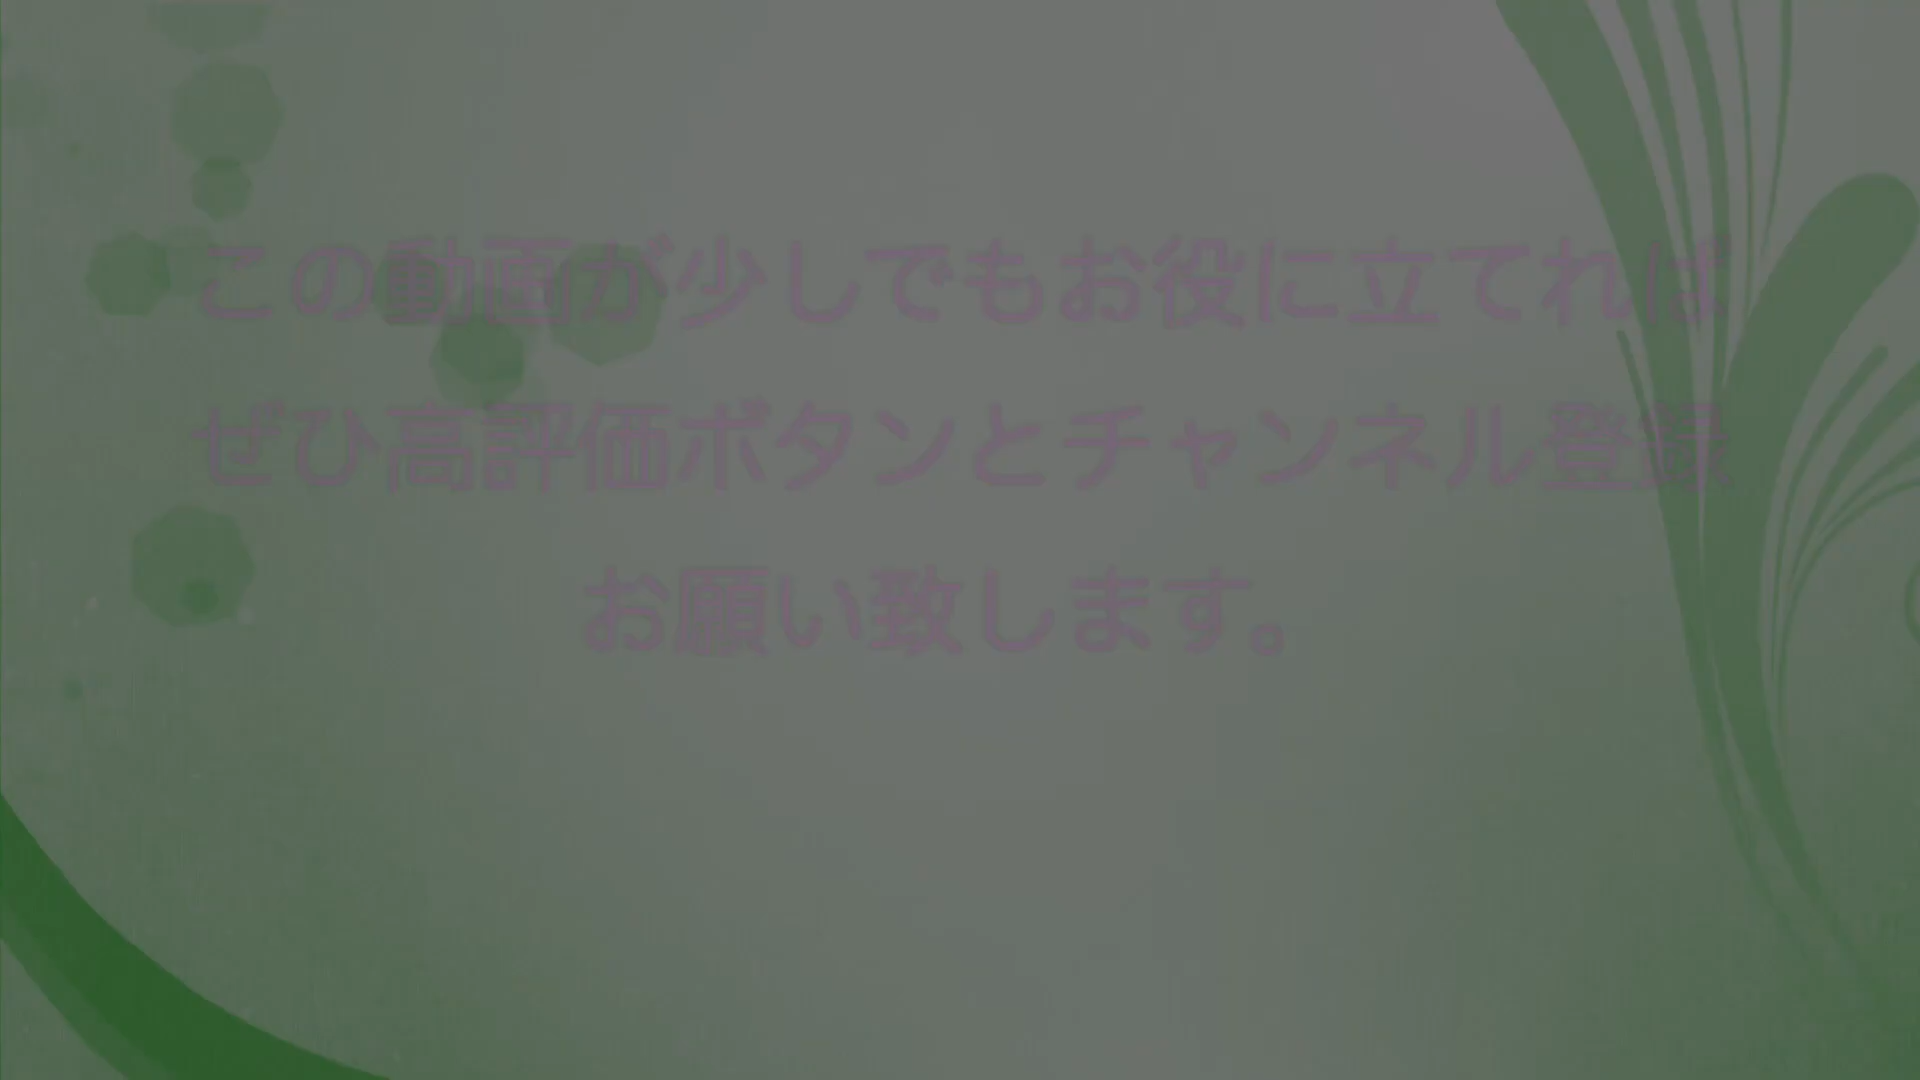 この動画が少しでもお役に立てれば
ぜひ高評価ボタンとチャンネル登録
お願い致します。